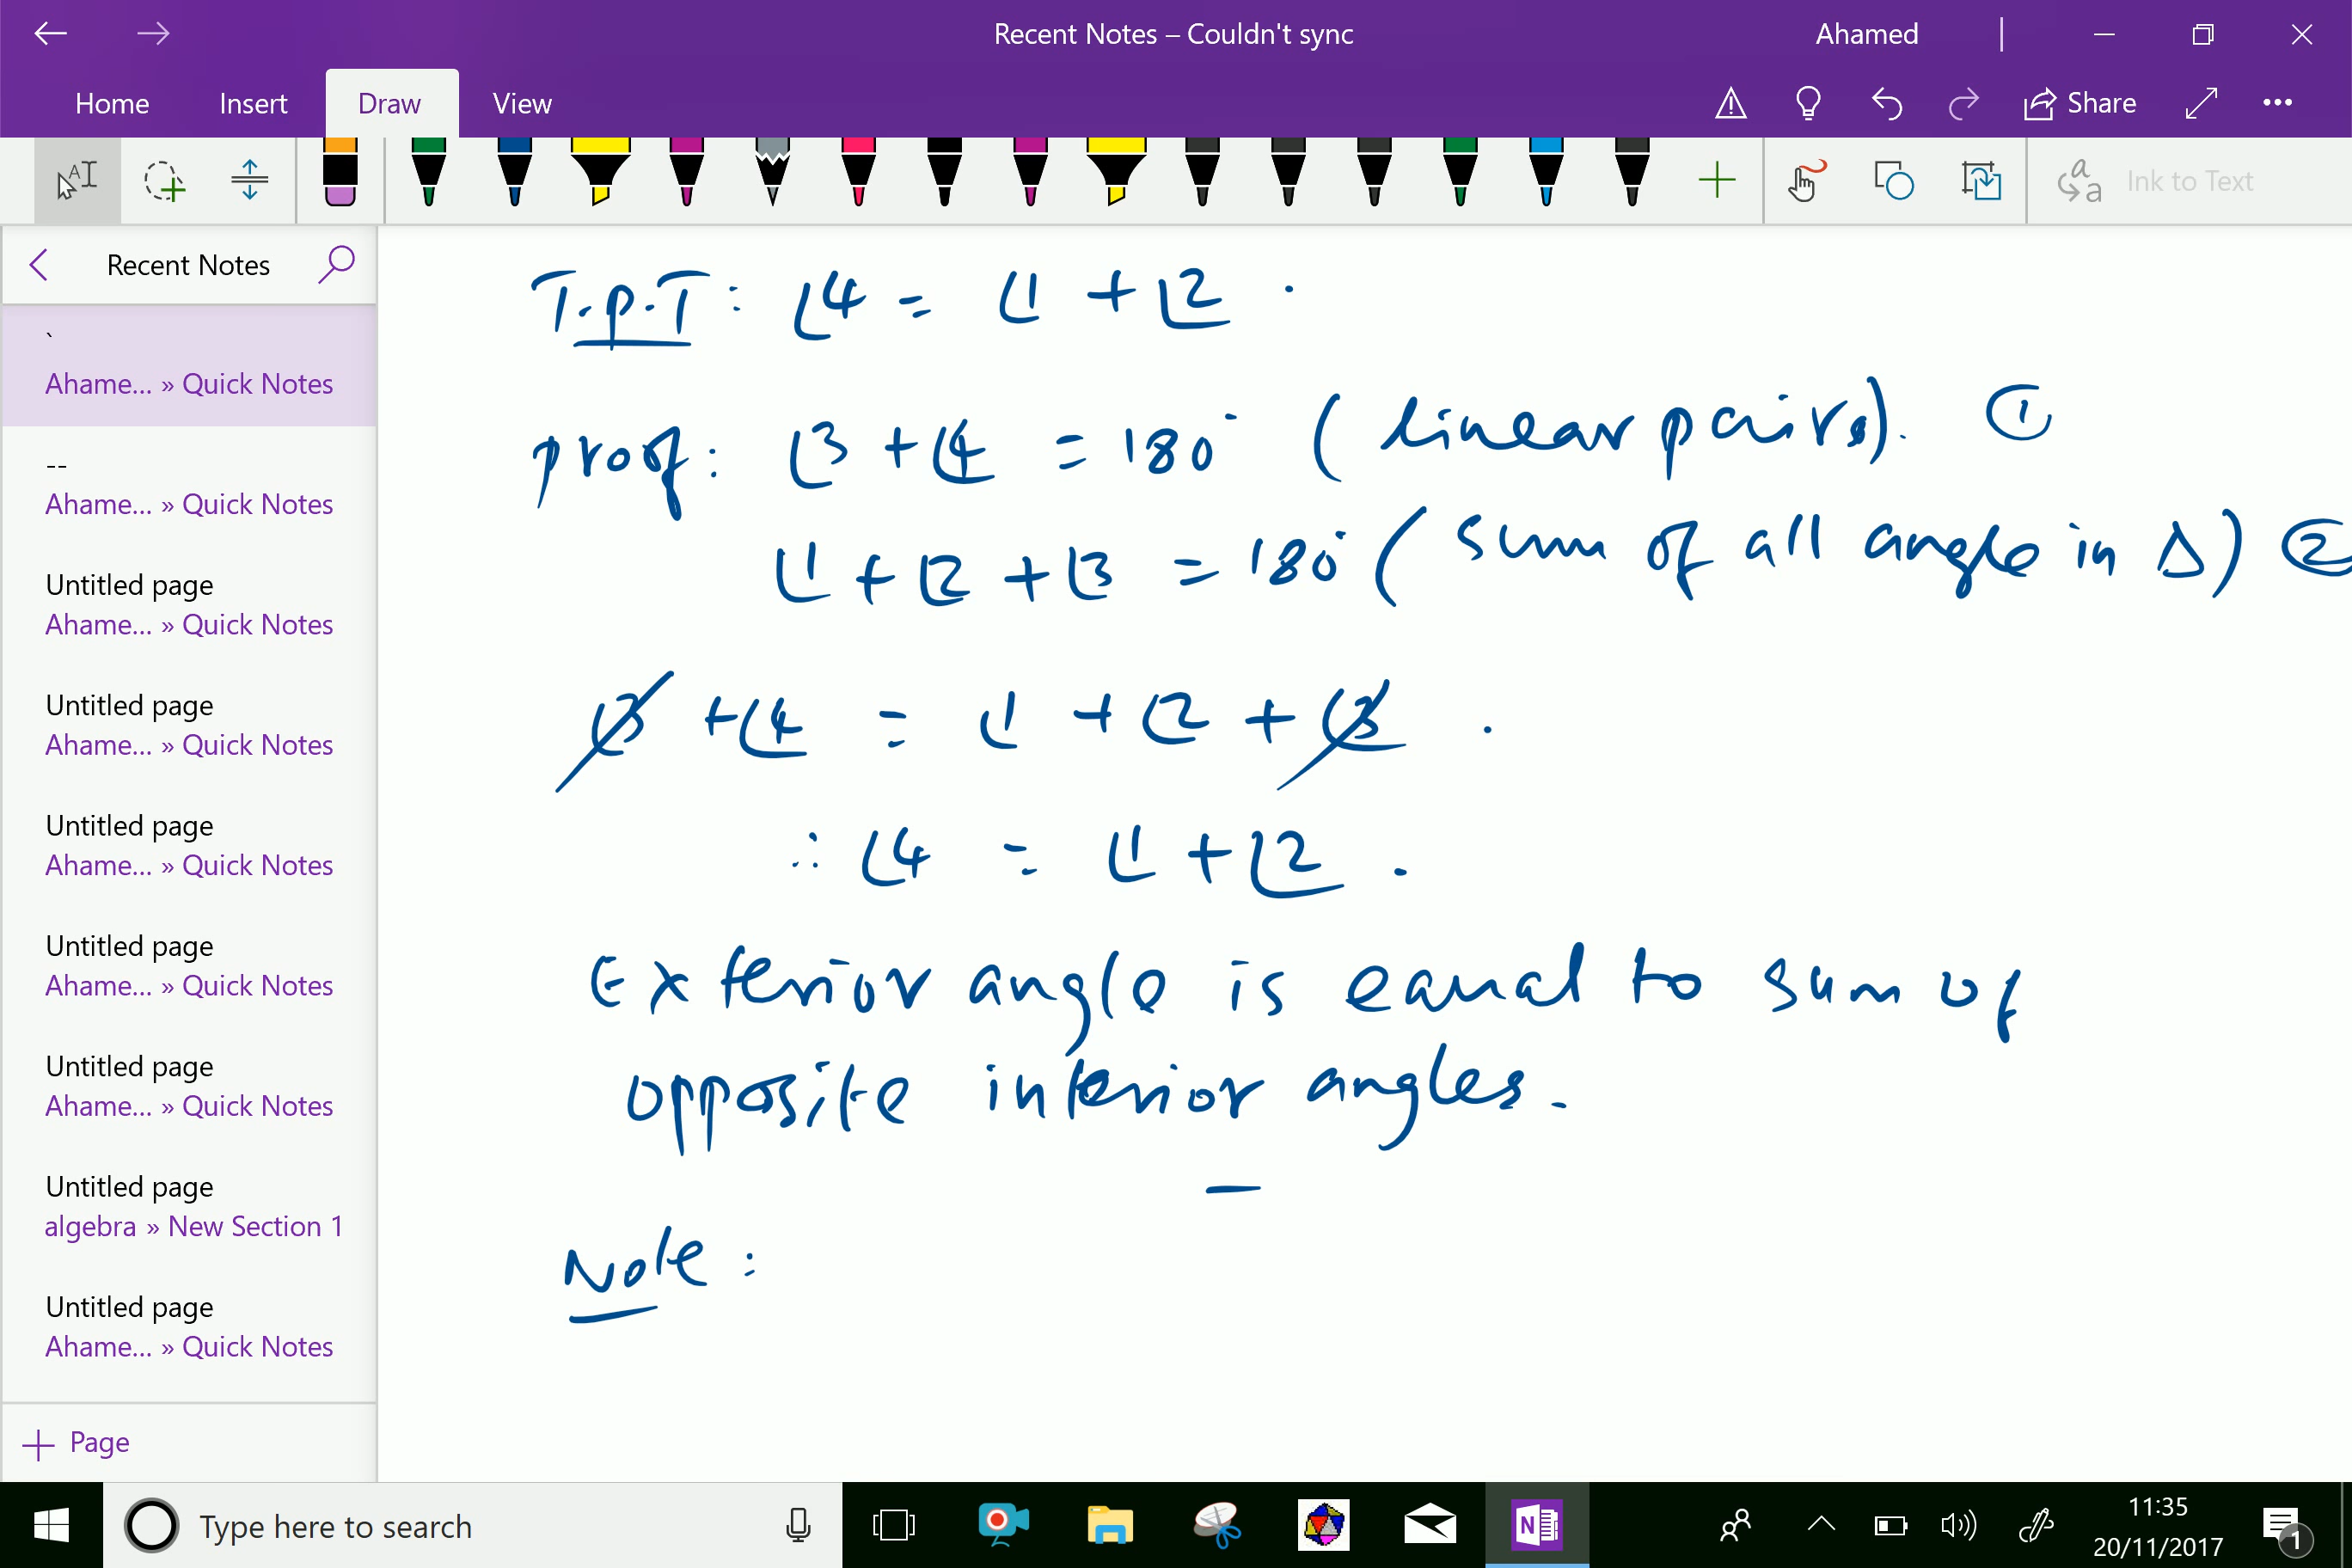 Recent Notes – Couldn't sync
Ahamed
Home Insert Draw View
Share
Ink to Text
Recent Notes
`
Ahame... » Quick Notes
--
Ahame... » Quick Notes
Untitled page
Ahame... » Quick Notes
Untitled page
Ahame... » Quick Notes
Untitled page
Ahame... » Quick Notes
Untitled page
Ahame... » Quick Notes
Untitled page
Ahame... » Quick Notes
Untitled page
algebra » New Section 1
Untitled page
Ahame... » Quick Notes
Page
T.P.T : ∠4 = ∠1 + ∠2 .
proof : ∠3 + ∠4 = 180° ( linear pairs). ①
∠1 + ∠2 + ∠3 = 180° ( sum of all angle in Δ) ②
∠3 + ∠4 = ∠1 + ∠2 + ∠3 .
∴ ∠4 = ∠1 + ∠2 .
Exterior angle is equal to sum of
opposite interior angles.
Note :
Type here to search
N
11:35
20/11/2017
1